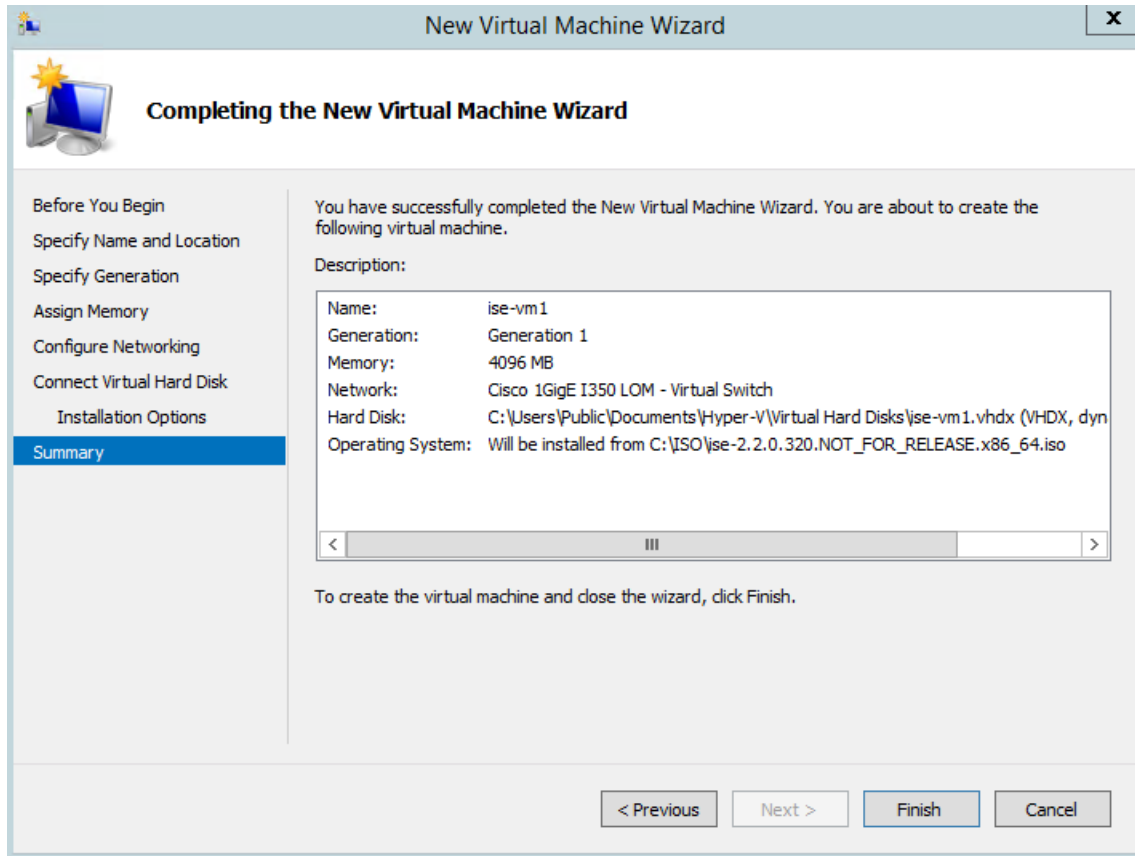 New Virtual Machine Wizard
x
Completing the New Virtual Machine Wizard
Before You Begin
Specify Name and Location
Specify Generation
Assign Memory
Configure Networking
Connect Virtual Hard Disk
Installation Options
Summary
You have successfully completed the New Virtual Machine Wizard. You are about to create the
following virtual machine.
Description:
Name: ise-vm1
Generation: Generation 1
Memory: 4096 MB
Network: Cisco 1GigE I350 LOM - Virtual Switch
Hard Disk: C:\Users\Public\Documents\Hyper-V\Virtual Hard Disks\ise-vm1.vhdx (VHDX, dyn
Operating System: Will be installed from C:\ISO\ise-2.2.0.320.NOT_FOR_RELEASE.x86_64.iso
To create the virtual machine and close the wizard, click Finish.
< Previous Next > Finish Cancel